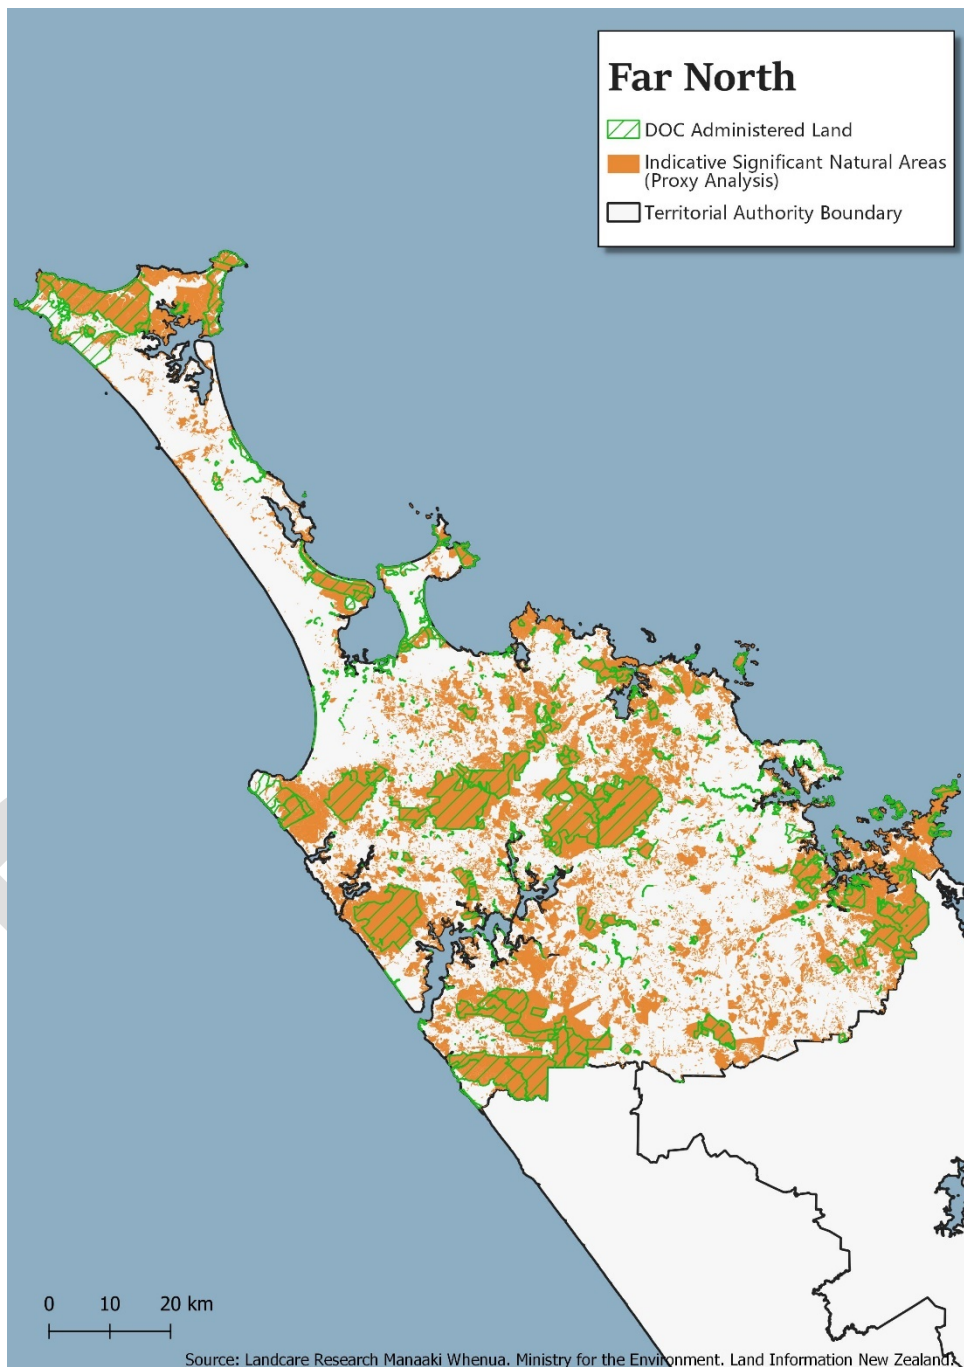 Far North
DOC Administered Land
Indicative Significant Natural Areas
(Proxy Analysis)
Territorial Authority Boundary
0 10 20 km
Source: Landcare Research Manaaki Whenua. Ministry for the Environment. Land Information New Zealand.